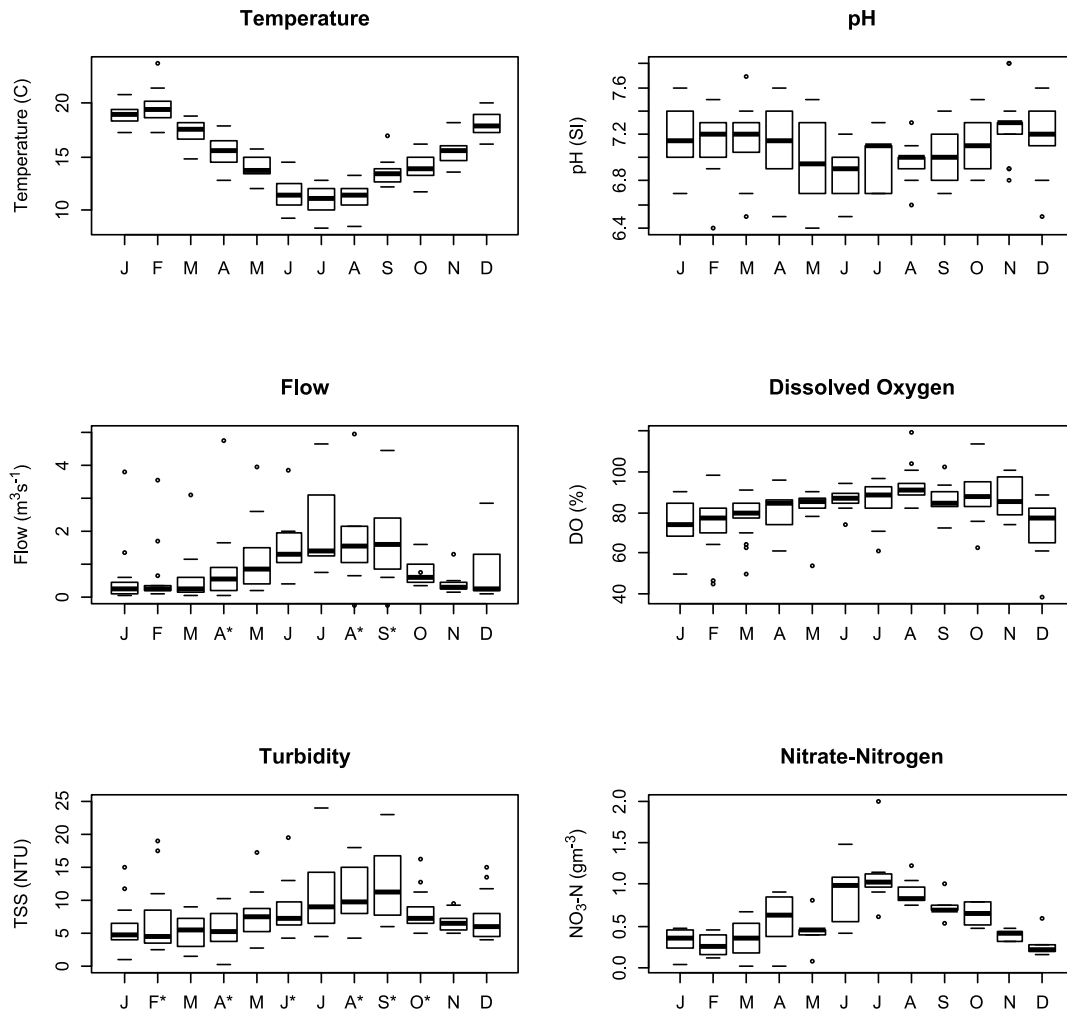 Temperature
Temperature (C)
20
15
10
J F M A M J J A S O N D
pH
pH (SI)
7.6
7.2
6.8
6.4
J F M A M J J A S O N D
Flow
Flow (m³s⁻¹)
4
2
0
J F M A* M J J A* S* O N D
Dissolved Oxygen
DO (%)
100
80
60
40
J F M A M J J A S O N D
Turbidity
TSS (NTU)
25
20
15
10
5
0
J F* M A* M J* J A* S* O* N D
Nitrate-Nitrogen
NO₃-N (gm⁻³)
2.0
1.5
1.0
0.5
0.0
J F M A M J J A S O N D